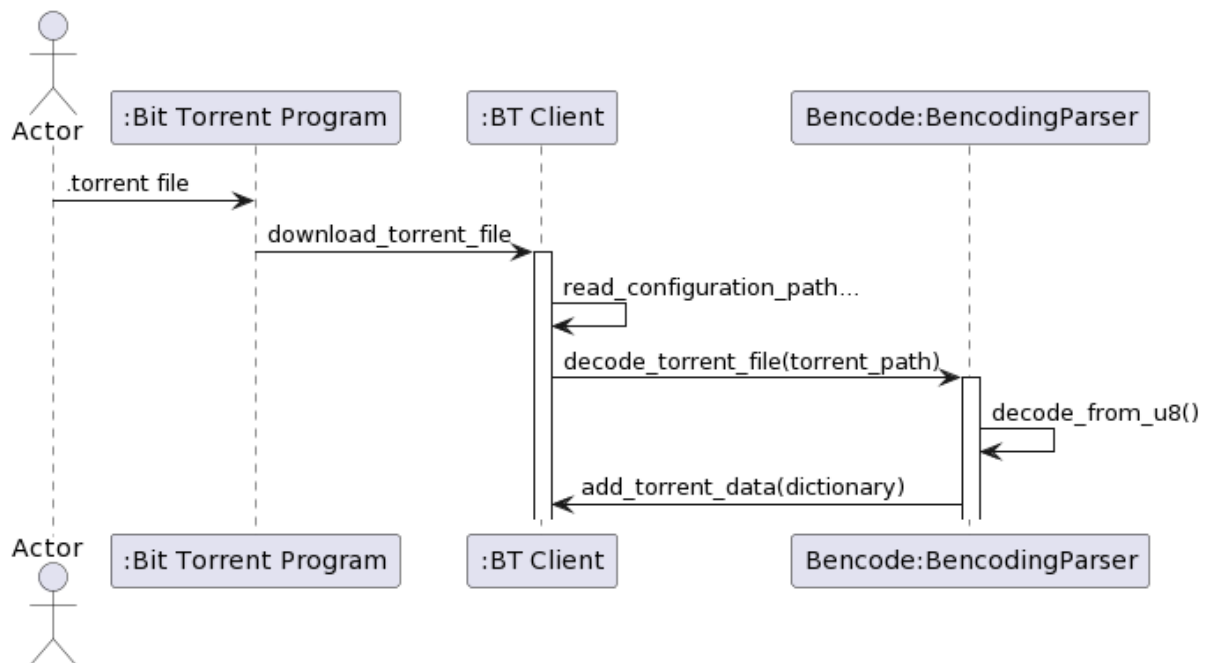 Actor
:Bit Torrent Program
:BT Client
Bencode:BencodingParser
.torrent file
download_torrent_file
read_configuration_path...
decode_torrent_file(torrent_path)
decode_from_u8()
add_torrent_data(dictionary)
Actor
:Bit Torrent Program
:BT Client
Bencode:BencodingParser